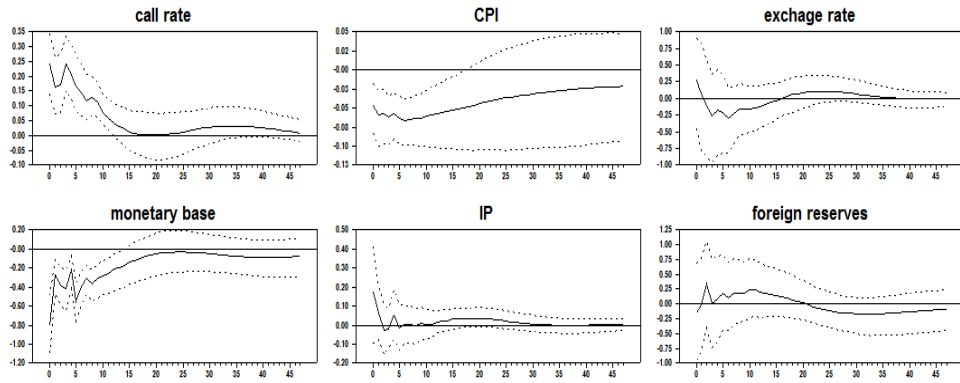 call rate CPI exchage rate
0.35 0.05 1.00
0.30 0.75
0.25 -0.00 0.50
0.20 0.25
0.15 -0.03 0.00
0.10 -0.05 -0.25
0.05 -0.08 -0.50
0.00 -0.10 -0.75
-0.05 -0.13 -1.00
-0.10
0 5 10 15 20 25 30 35 40 45 0 5 10 15 20 25 30 35 40 45 0 5 10 15 20 25 30 35 40 45
monetary base IP foreign reserves
0.20 0.50 1.25
-0.00 0.40 1.00
-0.20 0.30 0.75
-0.40 0.20 0.50
-0.60 0.10 0.25
-0.80 0.00 0.00
-1.00 -0.10 -0.25
-1.20 -0.20 -0.50
-0.75
-1.00
0 5 10 15 20 25 30 35 40 45 0 5 10 15 20 25 30 35 40 45 0 5 10 15 20 25 30 35 40 45